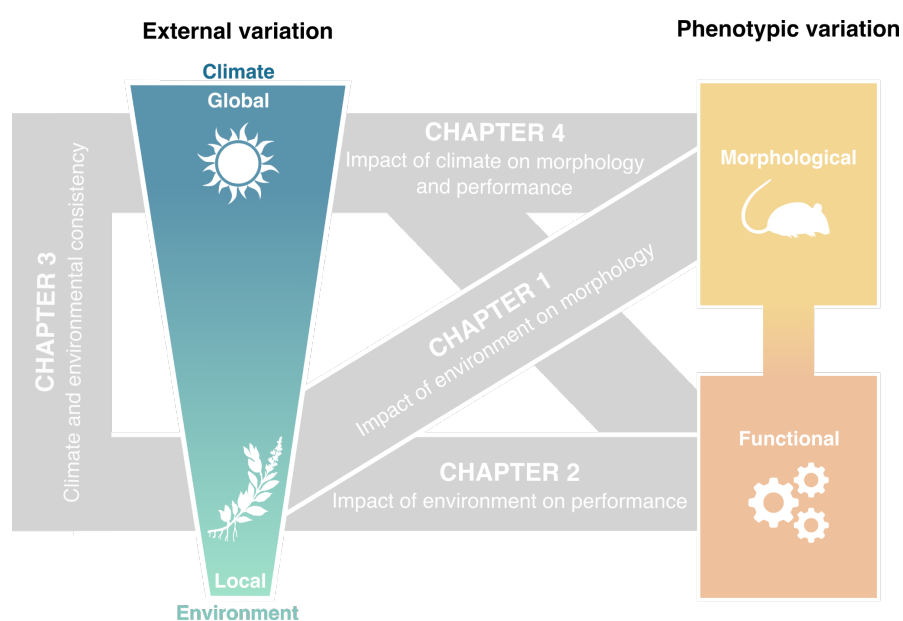 External variation
Phenotypic variation
Climate
Global
CHAPTER 4
Impact of climate on morphology
and performance
Morphological
CHAPTER 3
Climate and environmental consistency
CHAPTER 1
Impact of environment on morphology
Functional
CHAPTER 2
Impact of environment on performance
Local
Environment